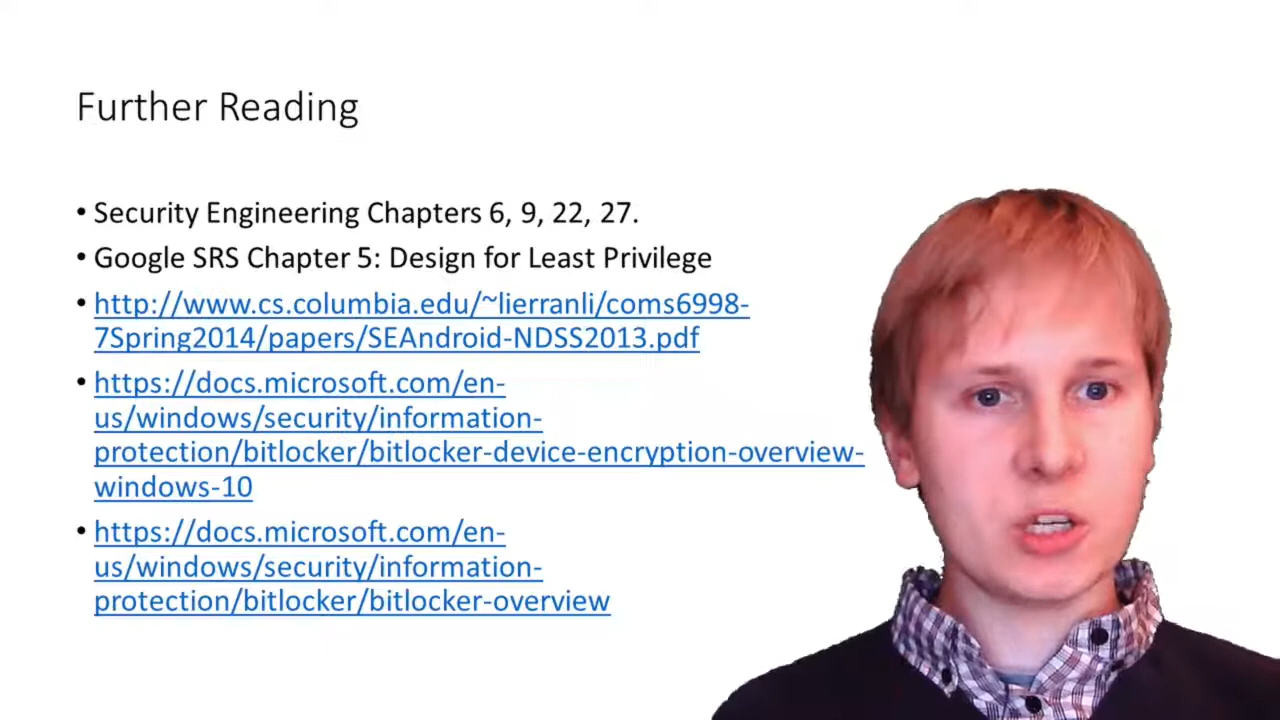 Further Reading
• Security Engineering Chapters 6, 9, 22, 27.
• Google SRS Chapter 5: Design for Least Privilege
• http://www.cs.columbia.edu/~lierranli/coms6998-
7Spring2014/papers/SEAndroid-NDSS2013.pdf
• https://docs.microsoft.com/en-
us/windows/security/information-
protection/bitlocker/bitlocker-device-encryption-overview-
windows-10
• https://docs.microsoft.com/en-
us/windows/security/information-
protection/bitlocker/bitlocker-overview